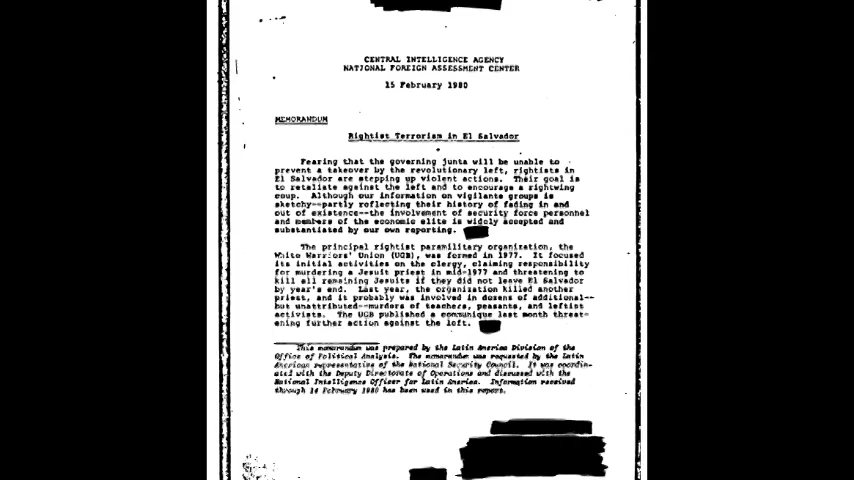 CENTRAL INTELLIGENCE AGENCY
NATIONAL FOREIGN ASSESSMENT CENTER
15 February 1980
MEMORANDUM
Rightist Terrorism in El Salvador
Fearing that the governing junta will be unable to
prevent a takeover by the revolutionary left, rightists in
El Salvador are stepping up violent actions. Their goal is
to retaliate against the left and to encourage a rightwing
coup. Although our information on vigilante groups is
sketchy--partly reflecting their history of fading in and
out of existence--the involvement of security force personnel
and members of the economic elite is widely accepted and
substantiated by our own reporting.
The principal rightist paramilitary organization, the
White Warriors' Union (UGB), was formed in 1977. It focused
its initial activities on the clergy, claiming responsibility
for murdering a Jesuit priest in mid-1977 and threatening to
kill all remaining Jesuits if they did not leave El Salvador
by year's end. Last year, the organization killed another
priest, and it probably was involved in dozens of additional--
but unattributed--murders of teachers, peasants, and leftist
activists. The UGB published a communique last month threat-
ening further action against the left.
This memorandum was prepared by the Latin America Division of the
Office of Political Analysis. The memorandum was requested by the Latin
American representative of the National Security Council. It was coordin-
ated with the Deputy Directorate of Operations and discussed with the
National Intelligence Officer for Latin America. Information received
through 14 February 1980 has been used in this report.